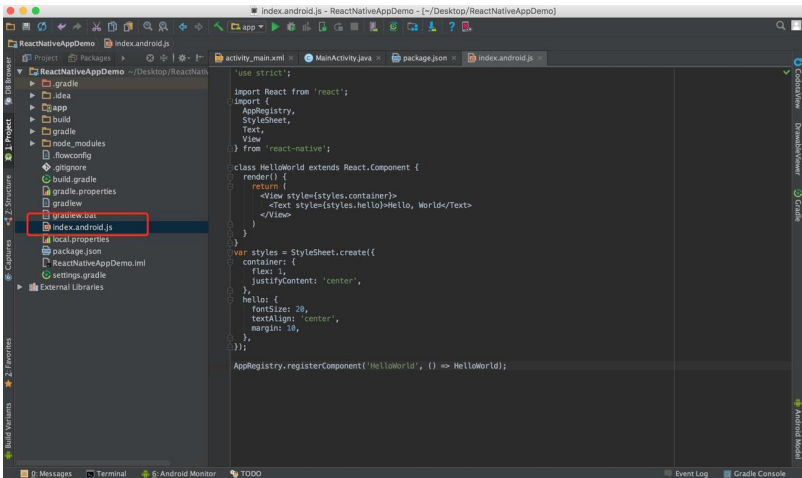 index.android.js - ReactNativeAppDemo - [~/Desktop/ReactNativeAppDemo]
app
ReactNativeAppDemo index.android.js
Project Packages
activity_main.xml MainActivity.java package.json index.android.js
ReactNativeAppDemo ~/Desktop/ReactNativ
.gradle
.idea
app
build
gradle
node_modules
.flowconfig
.gitignore
build.gradle
gradle.properties
gradlew
gradlew.bat
index.android.js
local.properties
package.json
ReactNativeAppDemo.iml
settings.gradle
External Libraries
'use strict';
import React from 'react';
import {
AppRegistry,
StyleSheet,
Text,
View
} from 'react-native';
class HelloWorld extends React.Component {
render() {
return (
<View style={styles.container}>
<Text style={styles.hello}>Hello, World</Text>
</View>
)
}
}
var styles = StyleSheet.create({
container: {
flex: 1,
justifyContent: 'center',
},
hello: {
fontSize: 20,
textAlign: 'center',
margin: 10,
},
});
AppRegistry.registerComponent('HelloWorld', () => HelloWorld);
DB Browser
1: Project
Z: Structure
Captures
2: Favorites
Build Variants
CodotaView
DrawableViewer
Gradle
Android Model
0: Messages Terminal 6: Android Monitor TODO Event Log Gradle Console